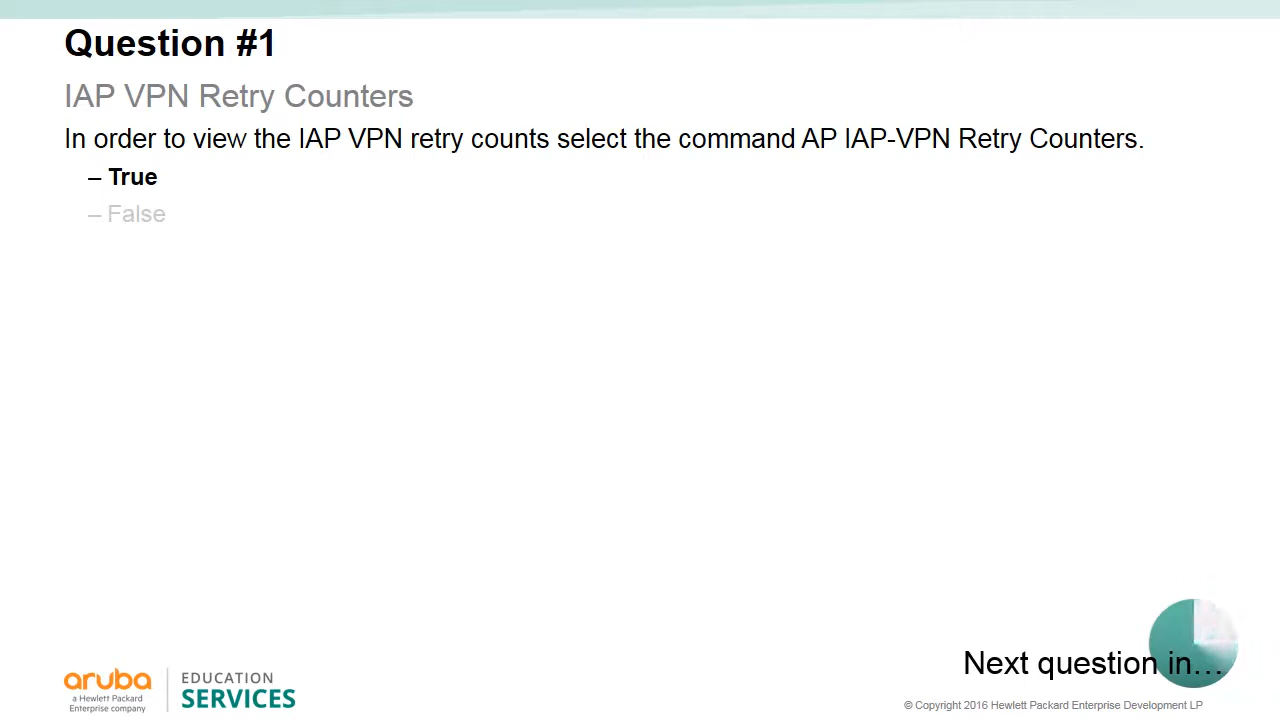 Question #1
IAP VPN Retry Counters
In order to view the IAP VPN retry counts select the command AP IAP-VPN Retry Counters.
– True
– False
Next question in...
aruba
a Hewlett Packard
Enterprise company
EDUCATION
SERVICES
© Copyright 2016 Hewlett Packard Enterprise Development LP